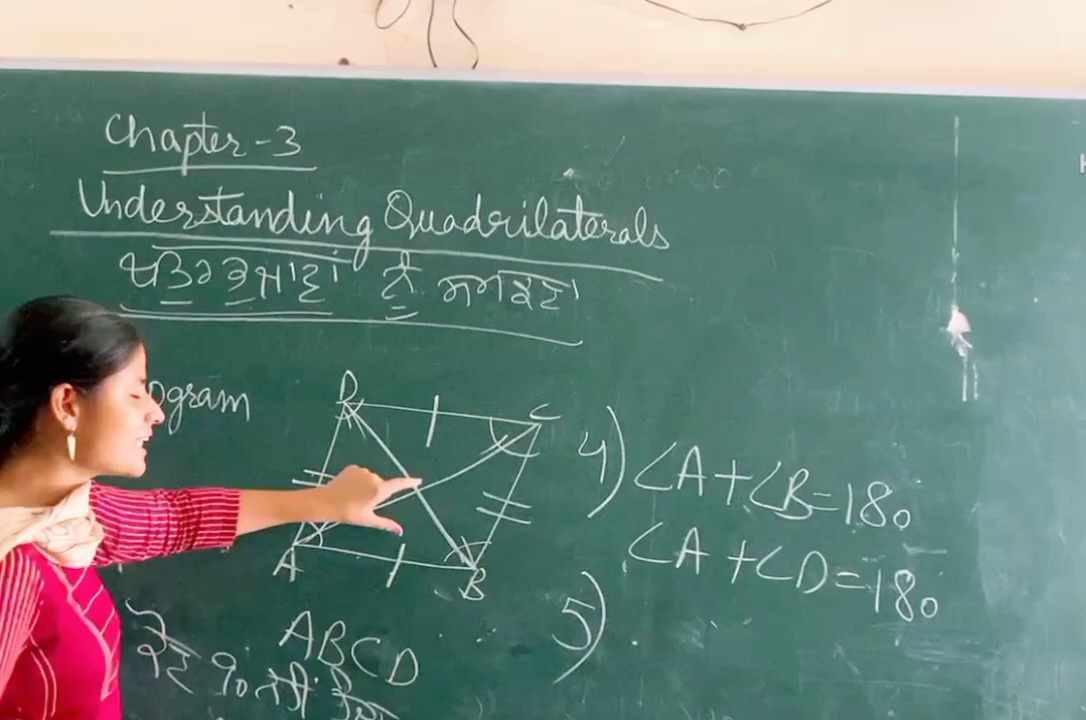 Chapter-3
Understanding Quadrilaterals
ਚਤੁਰਭੁਜਾਂ ਨੂੰ ਸਮਝਣਾ
ogram
D
C
A
B
4) ∠A+∠B=180
∠A+∠D=180
5)
ABCD